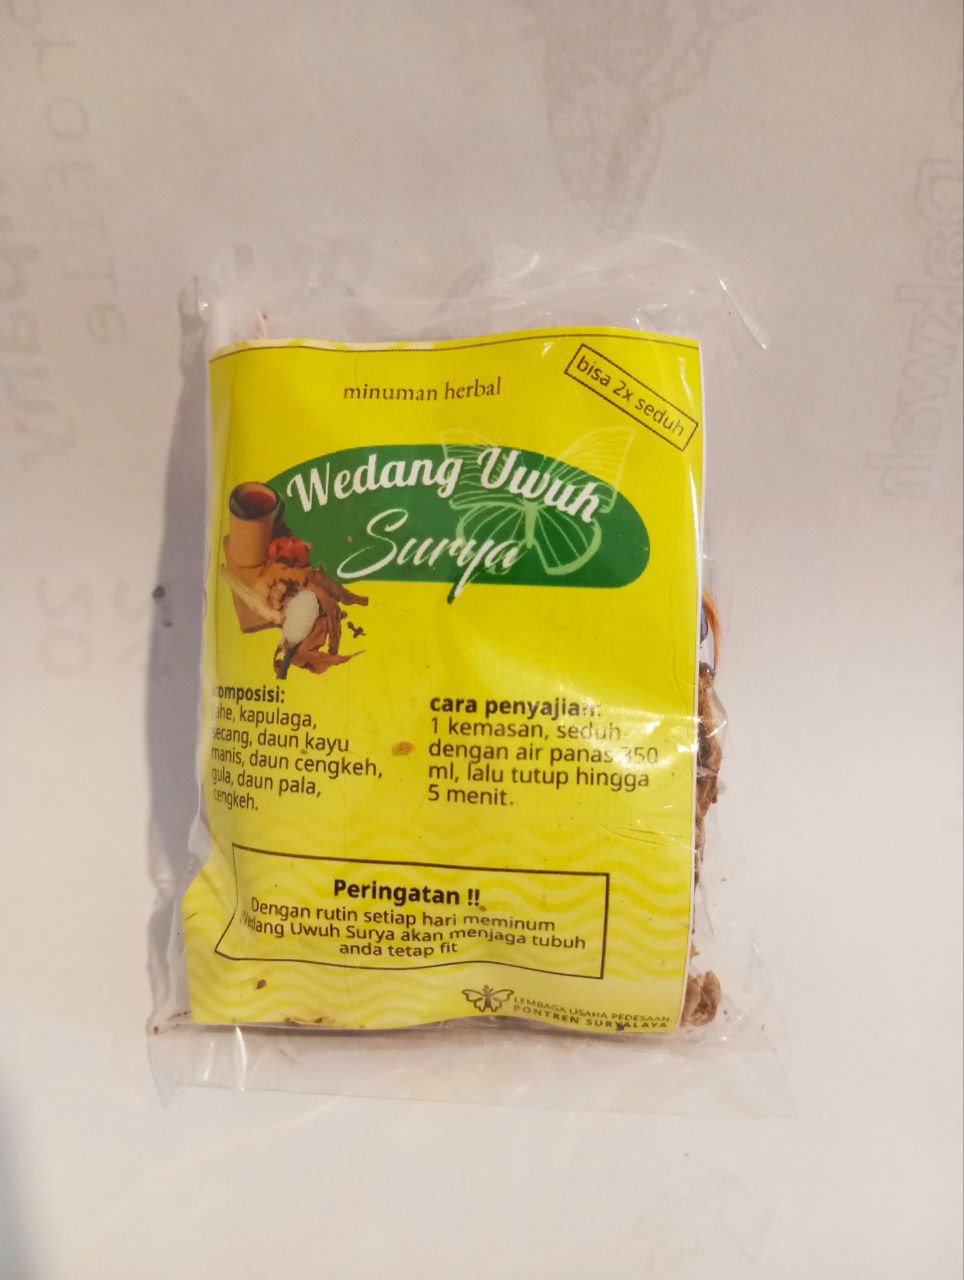 minuman herbal
bisa 2x seduh
Wedang Uwuh
Surya
komposisi:
jahe, kapulaga,
secang, daun kayu
manis, daun cengkeh,
gula, daun pala,
cengkeh.
cara penyajian:
1 kemasan, seduh
dengan air panas 350
ml, lalu tutup hingga
5 menit.
Peringatan !!
Dengan rutin setiap hari meminum
Wedang Uwuh Surya akan menjaga tubuh
anda tetap fit
LEMBAGA USAHA PEDESAAN
PONTREN SURYALAYA